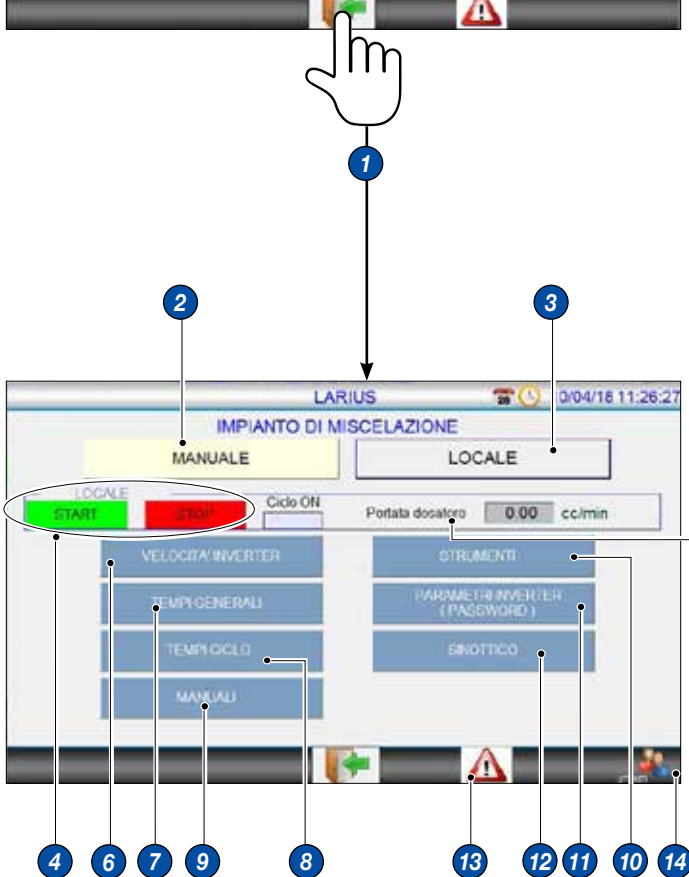 1
2
3
LARIUS
10/04/18 11:26:27
IMPIANTO DI MISCELAZIONE
MANUALE
LOCALE
LOCALE
START
STOP
Ciclo ON
Portata dosatore
0.00
cc/min
VELOCITA' INVERTER
STRUMENTI
TEMPI GENERALI
PARAMETRI INVERTER
( PASSWORD )
TEMPI CICLO
SINOTTICO
MANUALI
4
6
7
9
8
13
12
11
10
14